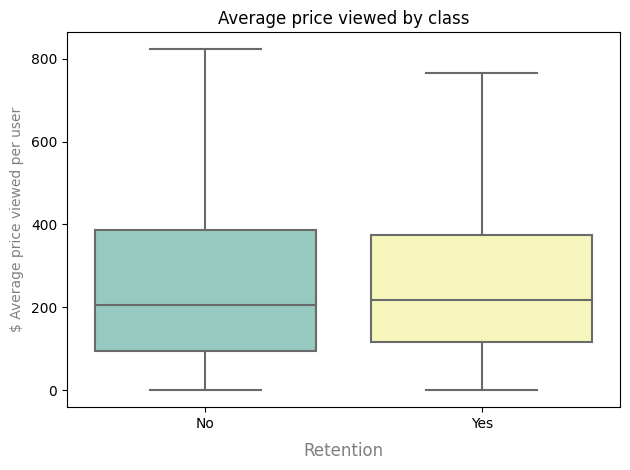 Average price viewed by class
$ Average price viewed per user
800
600
400
200
0
No
Yes
Retention